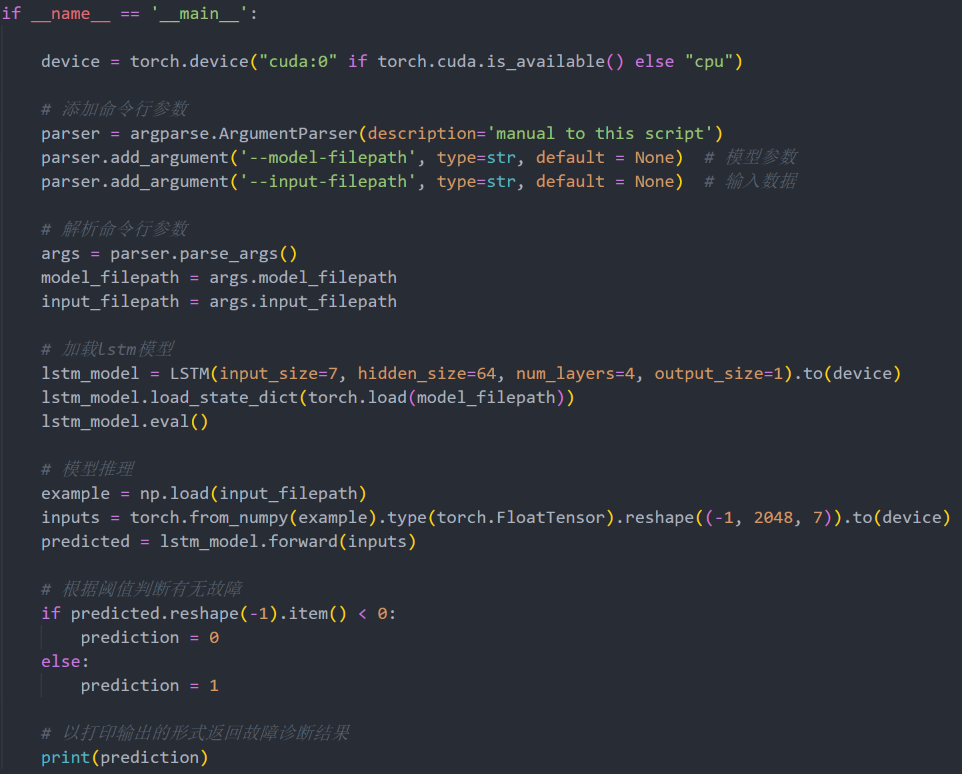 if __name__ == '__main__':
device = torch.device("cuda:0" if torch.cuda.is_available() else "cpu")
# 添加命令行参数
parser = argparse.ArgumentParser(description='manual to this script')
parser.add_argument('--model-filepath', type=str, default = None)  # 模型参数
parser.add_argument('--input-filepath', type=str, default = None)  # 输入数据
# 解析命令行参数
args = parser.parse_args()
model_filepath = args.model_filepath
input_filepath = args.input_filepath
# 加载lstm模型
lstm_model = LSTM(input_size=7, hidden_size=64, num_layers=4, output_size=1).to(device)
lstm_model.load_state_dict(torch.load(model_filepath))
lstm_model.eval()
# 模型推理
example = np.load(input_filepath)
inputs = torch.from_numpy(example).type(torch.FloatTensor).reshape((-1, 2048, 7)).to(device)
predicted = lstm_model.forward(inputs)
# 根据阈值判断有无故障
if predicted.reshape(-1).item() < 0:
prediction = 0
else:
prediction = 1
# 以打印输出的形式返回故障诊断结果
print(prediction)